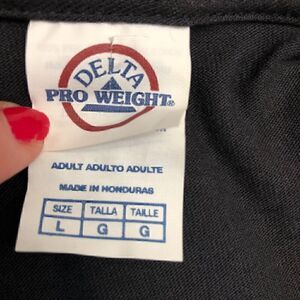 DELTA
PRO WEIGHT®
ADULT ADULTO ADULTE
MADE IN HONDURAS
SIZE TALLA TAILLE
L G G